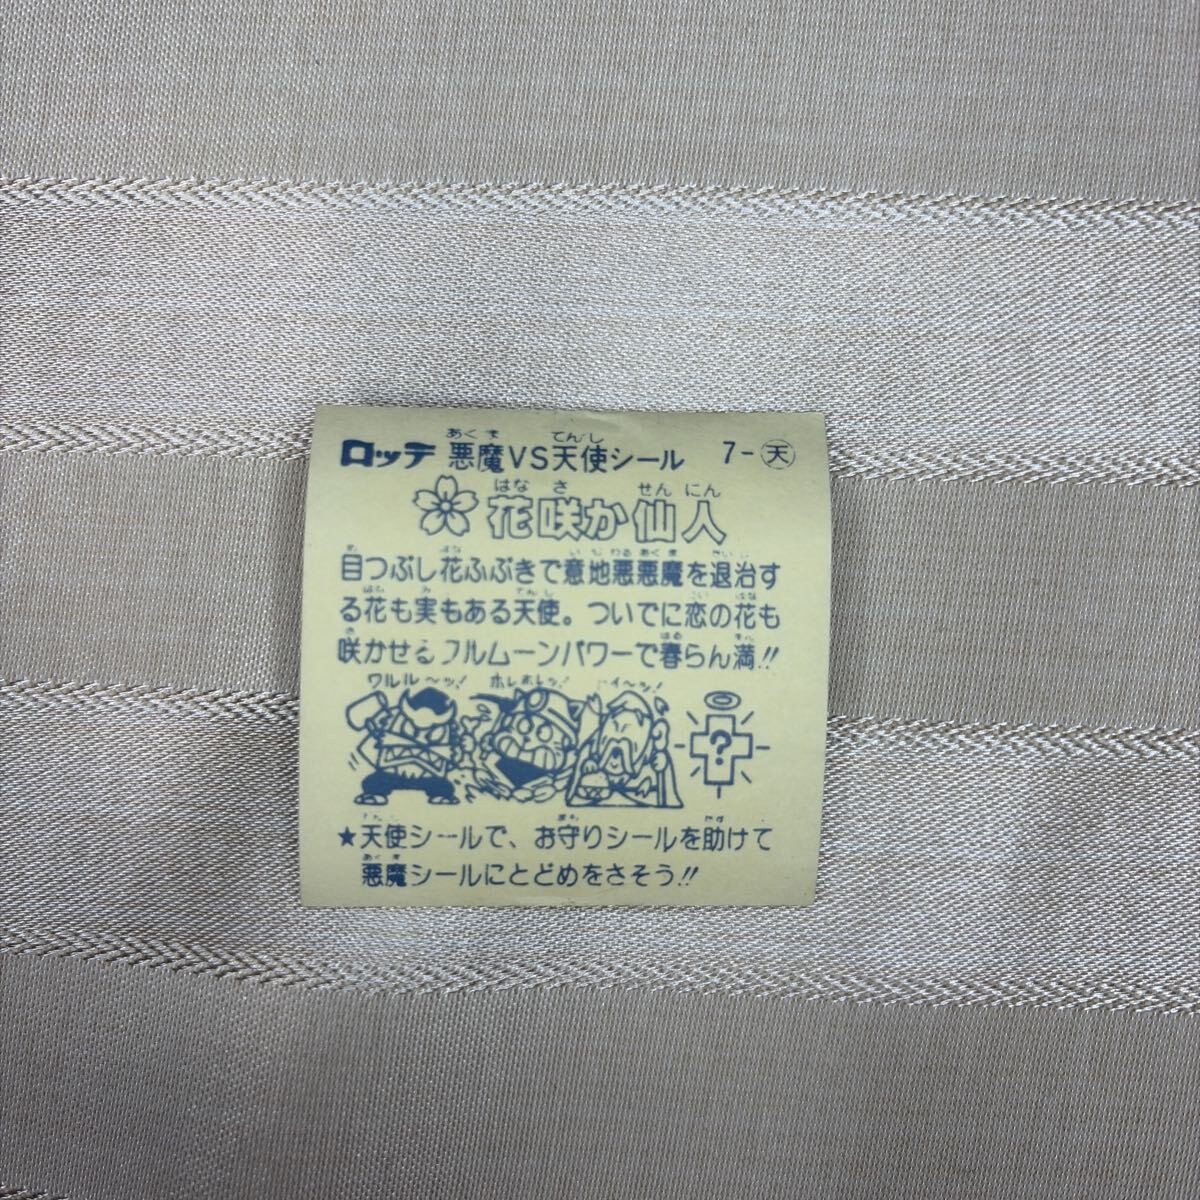 ロッテ 悪魔VS天使シール 7-天
花咲か仙人
目つぶし花ふぶきで意地悪悪魔を退治す
る花も実もある天使。ついでに恋の花も
咲かせるフルムーンパワーで春らん満!!
ワルル〜ッ! ホレホレッ! イ〜ッ!
?
★天使シールで、お守りシールを助けて
悪魔シールにとどめをさそう!!